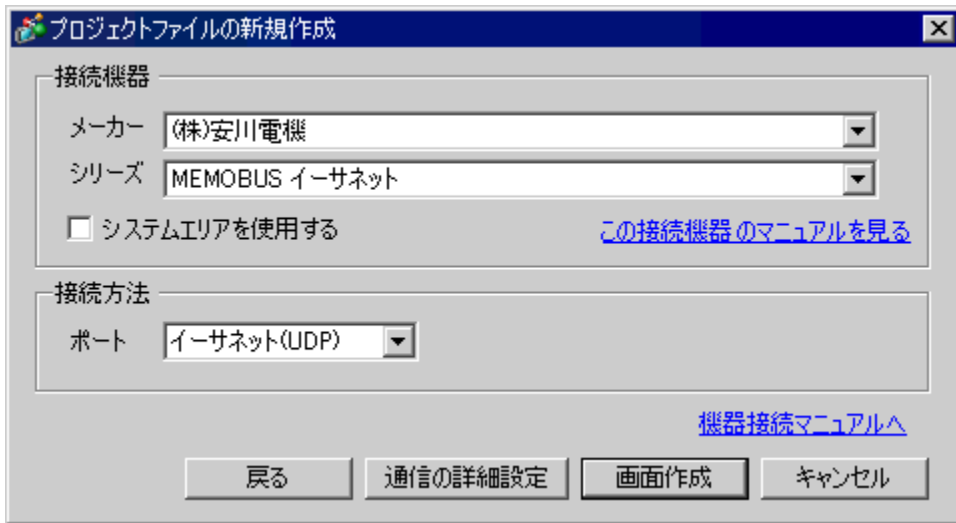 プロジェクトファイルの新規作成
接続機器
メーカー (株)安川電機
シリーズ MEMOBUS イーサネット
システムエリアを使用する この接続機器のマニュアルを見る
接続方法
ポート イーサネット(UDP)
機器接続マニュアルへ
戻る 通信の詳細設定 画面作成 キャンセル